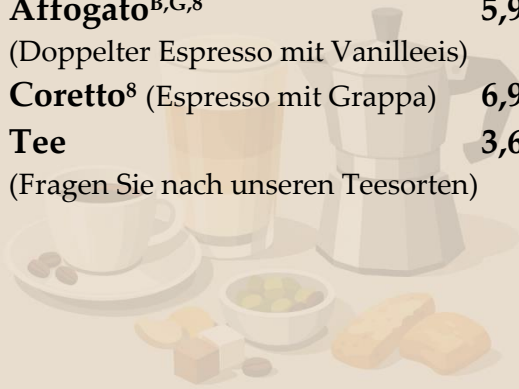 Affogato B,G,8 5,9
(Doppelter Espresso mit Vanilleeis)
Coretto⁸ (Espresso mit Grappa) 6,9
Tee 3,6
(Fragen Sie nach unseren Teesorten)